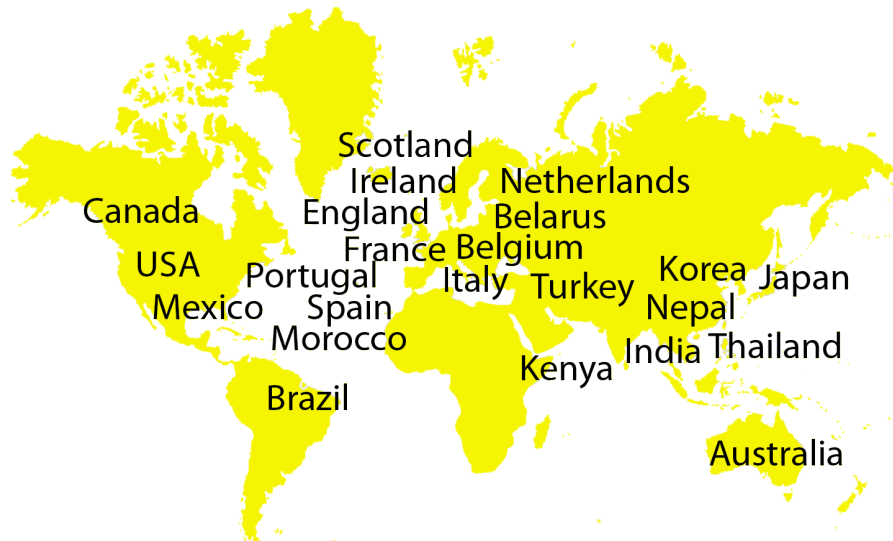 Scotland
Ireland Netherlands
Canada England Belarus
France Belgium
USA Portugal Italy Turkey Korea Japan
Mexico Spain Nepal
Morocco India Thailand
Kenya
Brazil
Australia